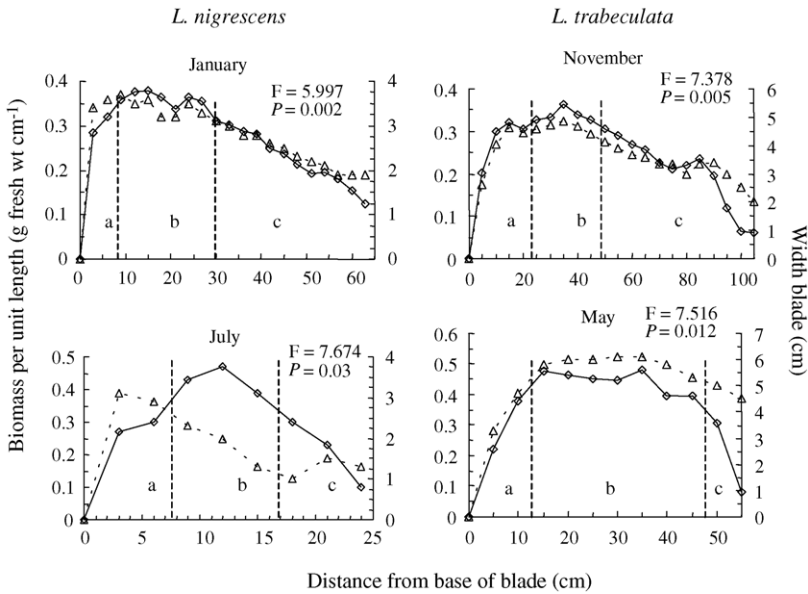 L. nigrescens
L. trabeculata
January
November
F = 5.997
P = 0.002
F = 7.378
P = 0.005
0.4
0.3
0.2
0.1
0
4
3
2
1
0
a
b
c
0 10 20 30 40 50 60
0.4
0.3
0.2
0.1
0
6
5
4
3
2
1
0
a
b
c
0 20 40 60 80 100
July
May
F = 7.674
P = 0.03
F = 7.516
P = 0.012
0.5
0.4
0.3
0.2
0.1
0
4
3
2
1
0
a
b
c
0 5 10 15 20 25
0.6
0.5
0.4
0.3
0.2
0.1
0
7
6
5
4
3
2
1
0
a
b
c
0 10 20 30 40 50
Biomass per unit length (g fresh wt cm⁻¹)
Width blade (cm)
Distance from base of blade (cm)